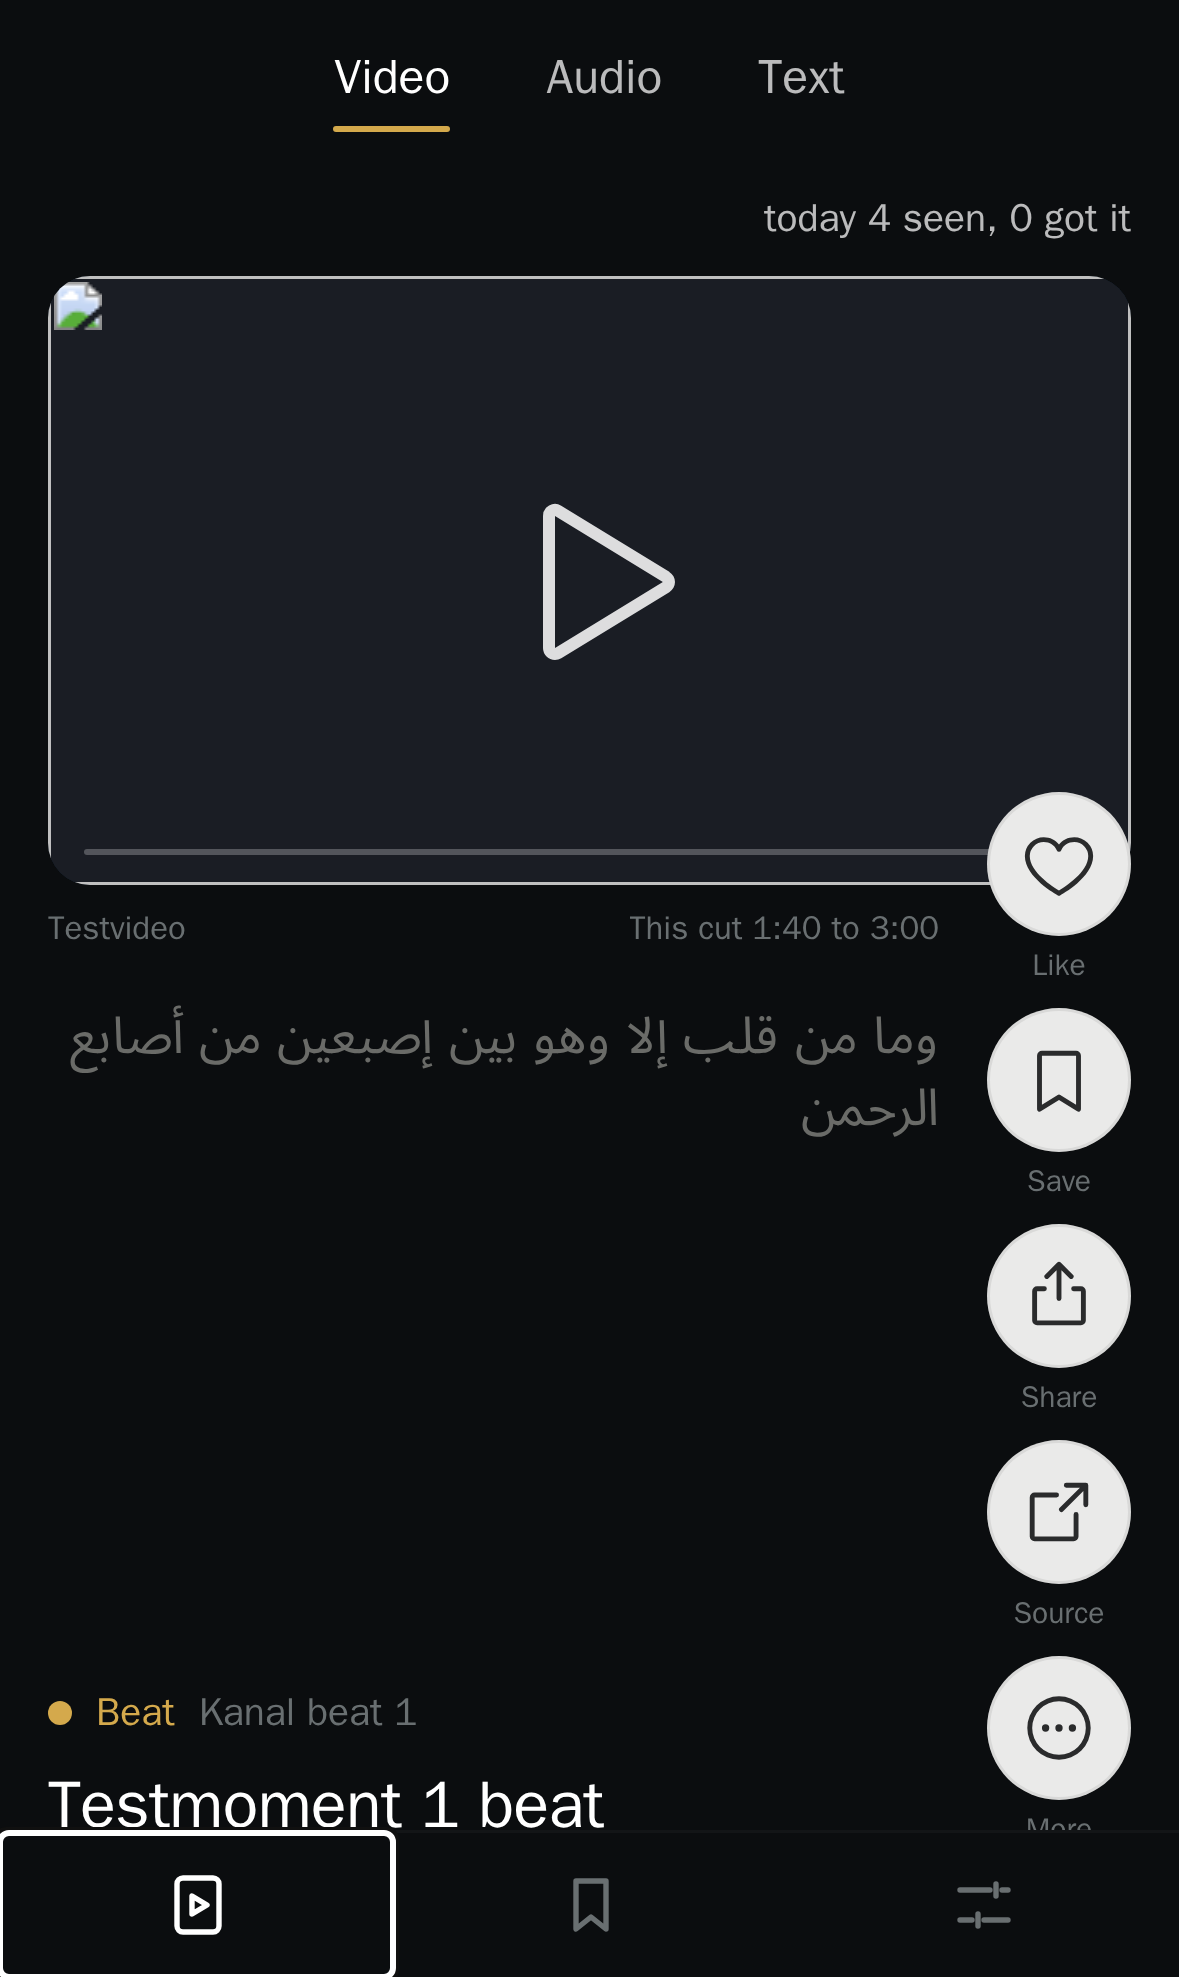 Video Audio Text
today 4 seen, 0 got it
Testvideo This cut 1:40 to 3:00
Like
وما من قلب إلا وهو بين إصبعين من أصابع
الرحمن
Save
Share
Source
Beat Kanal beat 1
Testmoment 1 beat
More